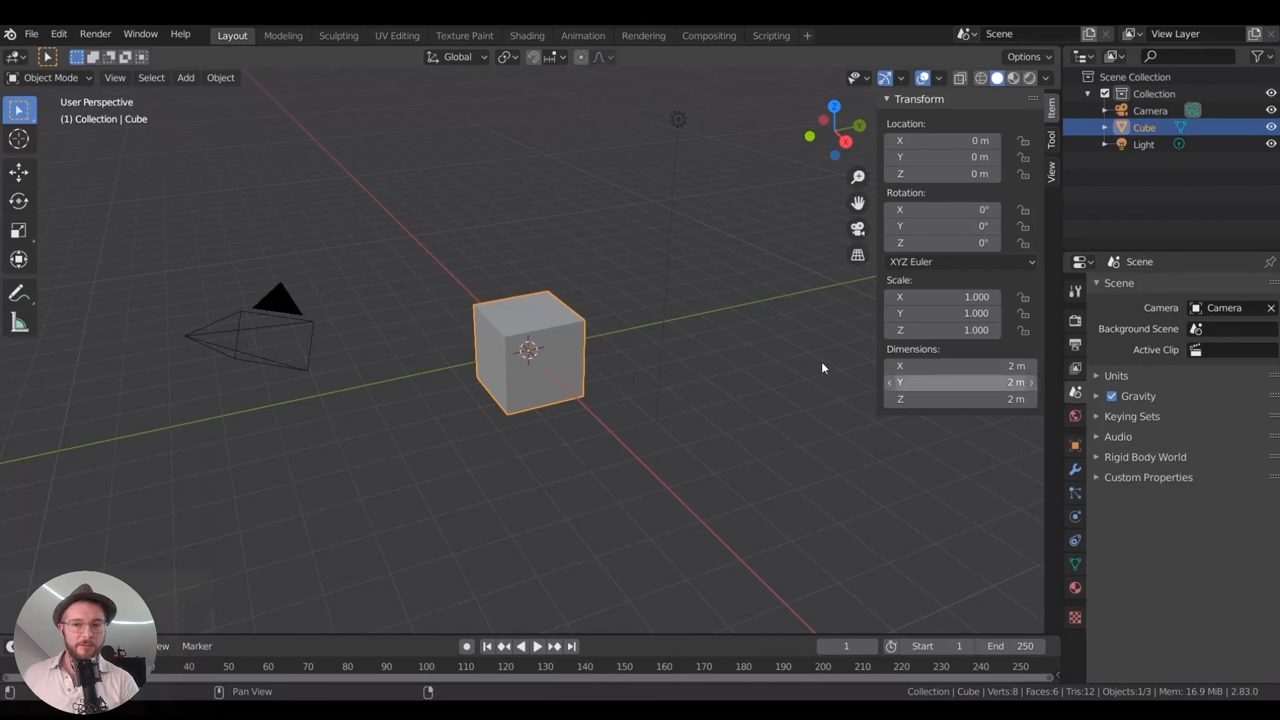 File Edit Render Window Help Layout Modeling Sculpting UV Editing Texture Paint Shading Animation Rendering Compositing Scripting + Scene View Layer
Global Options
Object Mode View Select Add Object
User Perspective
(1) Collection | Cube
Z
Y
X
Transform
Location:
X 0 m
Y 0 m
Z 0 m
Rotation:
X 0°
Y 0°
Z 0°
XYZ Euler
Scale:
X 1.000
Y 1.000
Z 1.000
Dimensions:
X 2 m
Y 2 m
Z 2 m
Item
Tool
View
Scene Collection
Collection
Camera
Cube
Light
Scene
Scene
Camera Camera
Background Scene
Active Clip
Units
Gravity
Keying Sets
Audio
Rigid Body World
Custom Properties
Marker 1 Start 1 End 250
40 50 60 70 80 90 100 110 120 130 140 150 160 170 180 190 200 210 220 230 240 250
Pan View
Collection | Cube | Verts:8 | Faces:6 | Tris:12 | Objects:1/3 | Mem: 16.9 MiB | 2.83.0